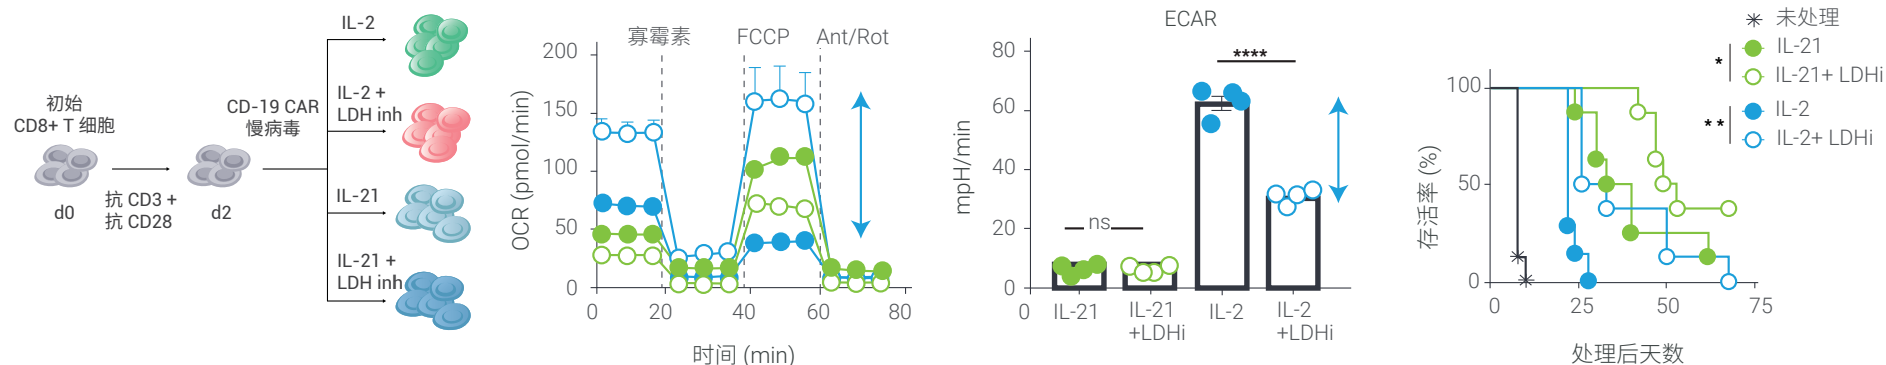 初始
CD8+ T 细胞
d0
抗 CD3 +
抗 CD28
d2
CD-19 CAR
慢病毒
IL-2
IL-2 +
LDH inh
IL-21
IL-21 +
LDH inh
寡霉素
FCCP
Ant/Rot
OCR (pmol/min)
200
150
100
50
0
0 20 40 60 80
时间 (min)
ECAR
mpH/min
80
60
40
20
0
ns
****
0
IL-21
IL-21
+LDHi
IL-2
IL-2
+LDHi
未处理
IL-21
*
IL-21+ LDHi
IL-2
**
IL-2+ LDHi
存活率 (%)
100
50
0
0 25 50 75
处理后天数